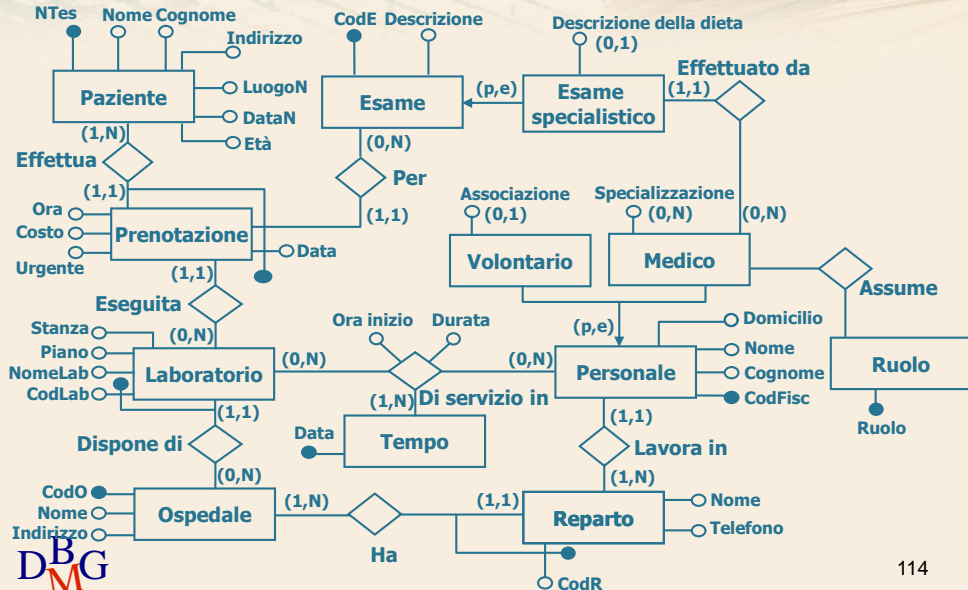 NTes
Nome Cognome
Indirizzo
LuogoN
DataN
Età
Paziente
(1,N)
Effettua
(1,1)
CodE Descrizione
Esame
(0,N)
Per
(1,1)
(p,e)
Descrizione della dieta
(0,1)
Esame
specialistico
Effettuato da
(1,1)
(0,N)
Ora
Costo
Urgente
Prenotazione
Data
(1,1)
Eseguita
(0,N)
Associazione
(0,1)
Volontario
Specializzazione
(0,N)
Medico
Assume
Ruolo
Ruolo
(p,e)
Stanza
Piano
NomeLab
CodLab
Laboratorio
(0,N)
Ora inizio
Durata
(0,N)
Di servizio in
(1,N)
Data
Tempo
Personale
Domicilio
Nome
Cognome
CodFisc
(1,1)
Lavora in
(1,N)
(1,1)
Dispone di
(0,N)
CodO
Nome
Indirizzo
Ospedale
(1,N)
Ha
(1,1)
Reparto
Nome
Telefono
CodR
DBMG
114